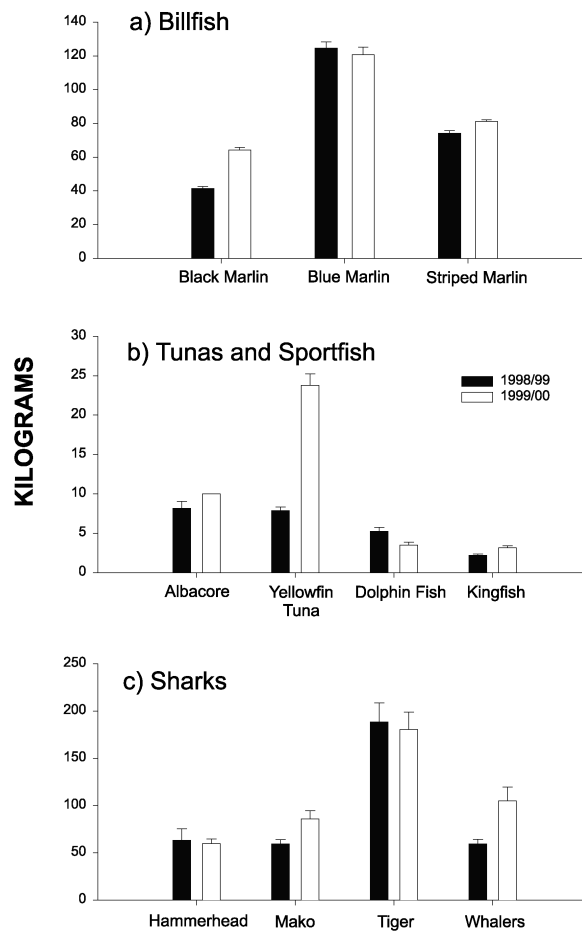 KILOGRAMS
a) Billfish
140
120
100
80
60
40
20
0
Black Marlin
Blue Marlin
Striped Marlin
b) Tunas and Sportfish
1998/99
1999/00
30
25
20
15
10
5
0
Albacore
Yellowfin
Tuna
Dolphin Fish
Kingfish
c) Sharks
250
200
150
100
50
0
Hammerhead
Mako
Tiger
Whalers